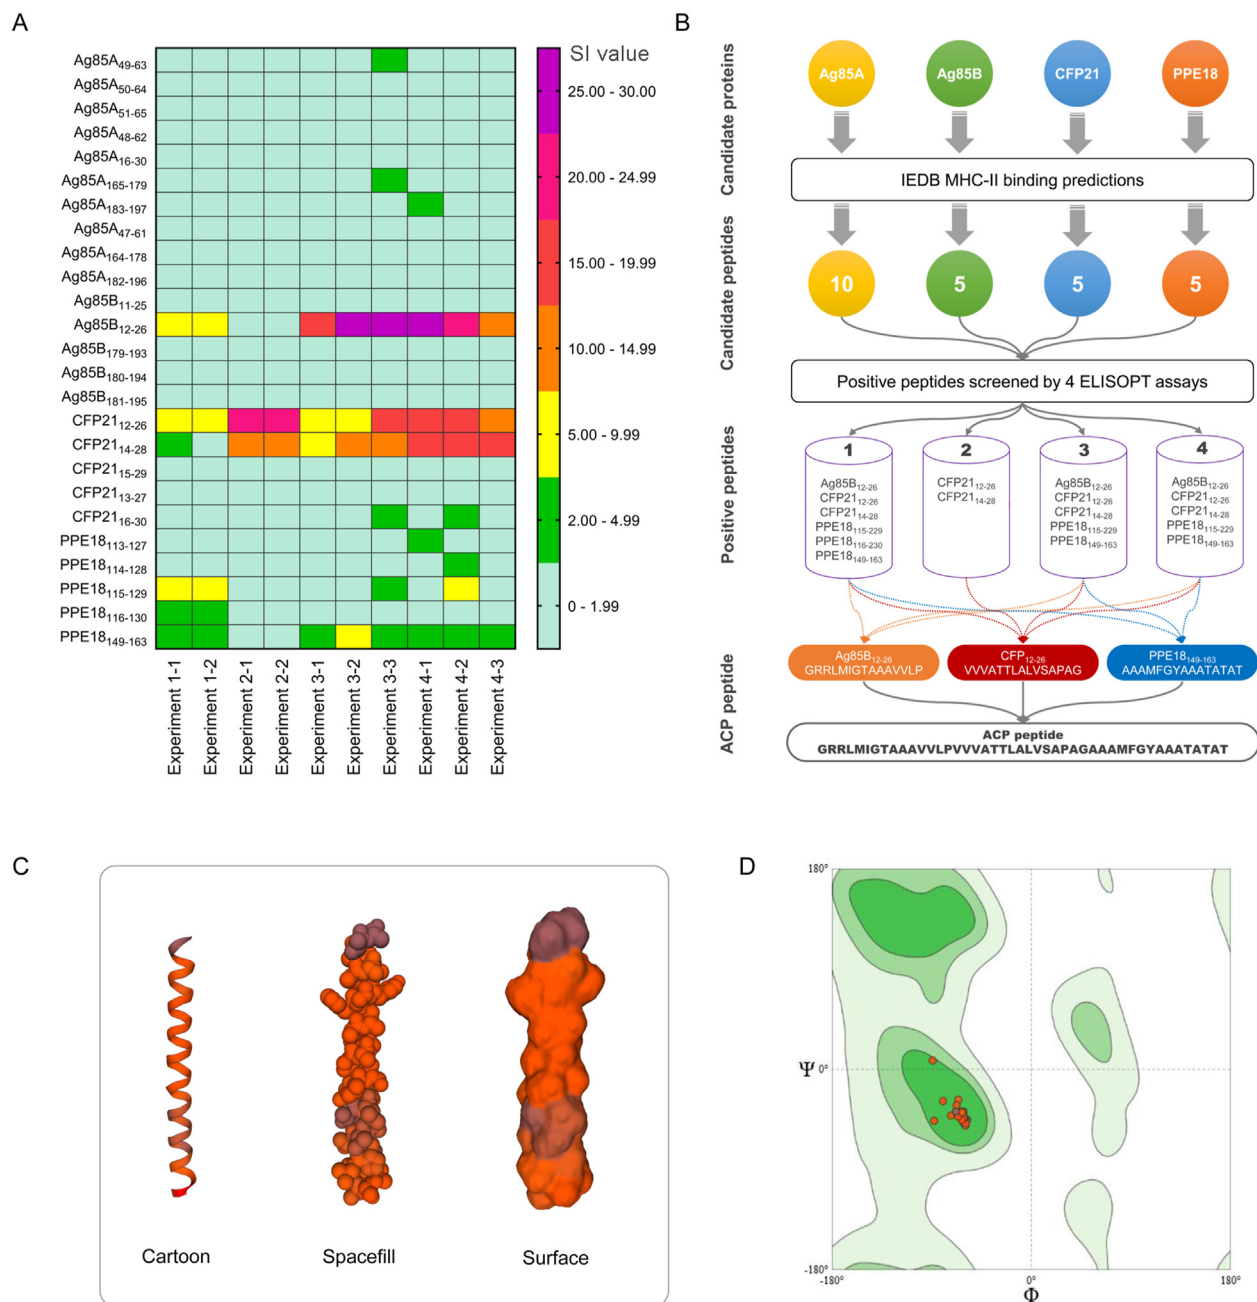 A
SI value
Ag85A49-63
Ag85A50-64
Ag85A51-65
Ag85A48-62
Ag85A16-30
Ag85A165-179
Ag85A183-197
Ag85A47-61
Ag85A164-178
Ag85A182-196
Ag85B11-25
Ag85B12-26
Ag85B179-193
Ag85B180-194
Ag85B181-195
CFP2112-26
CFP2114-28
CFP2115-29
CFP2113-27
CFP2116-30
PPE18113-127
PPE18114-128
PPE18115-129
PPE18116-130
PPE18149-163
25.00 - 30.00
20.00 - 24.99
15.00 - 19.99
10.00 - 14.99
5.00 - 9.99
2.00 - 4.99
0 - 1.99
Experiment 1-1
Experiment 1-2
Experiment 2-1
Experiment 2-2
Experiment 3-1
Experiment 3-2
Experiment 3-3
Experiment 4-1
Experiment 4-2
Experiment 4-3
B
Candidate proteins
Ag85A
Ag85B
CFP21
PPE18
IEDB MHC-II binding predictions
Candidate peptides
10
5
5
5
Positive peptides screened by 4 ELISOPT assays
Positive peptides
1
Ag85B12-26
CFP2112-26
CFP2114-28
PPE18115-229
PPE18116-230
PPE18149-163
2
CFP2112-26
CFP2114-28
3
Ag85B12-26
CFP2112-26
CFP2114-28
PPE18115-229
PPE18149-163
4
Ag85B12-26
CFP2112-26
CFP2114-28
PPE18115-229
PPE18149-163
ACP peptide
Ag85B12-26
GRRLMIGTAAAVVLP
CFP12-26
VVVATTLALVSAPAG
PPE18149-163
AAAMFGYAAATATAT
ACP peptide
GRRLMIGTAAAVVLPVVVATTLALVSAPAGAAAMFGYAAATATAT
C
Cartoon
Spacefill
Surface
D
180°
Ψ 0°
-180°
-180°
0°
180°
Φ